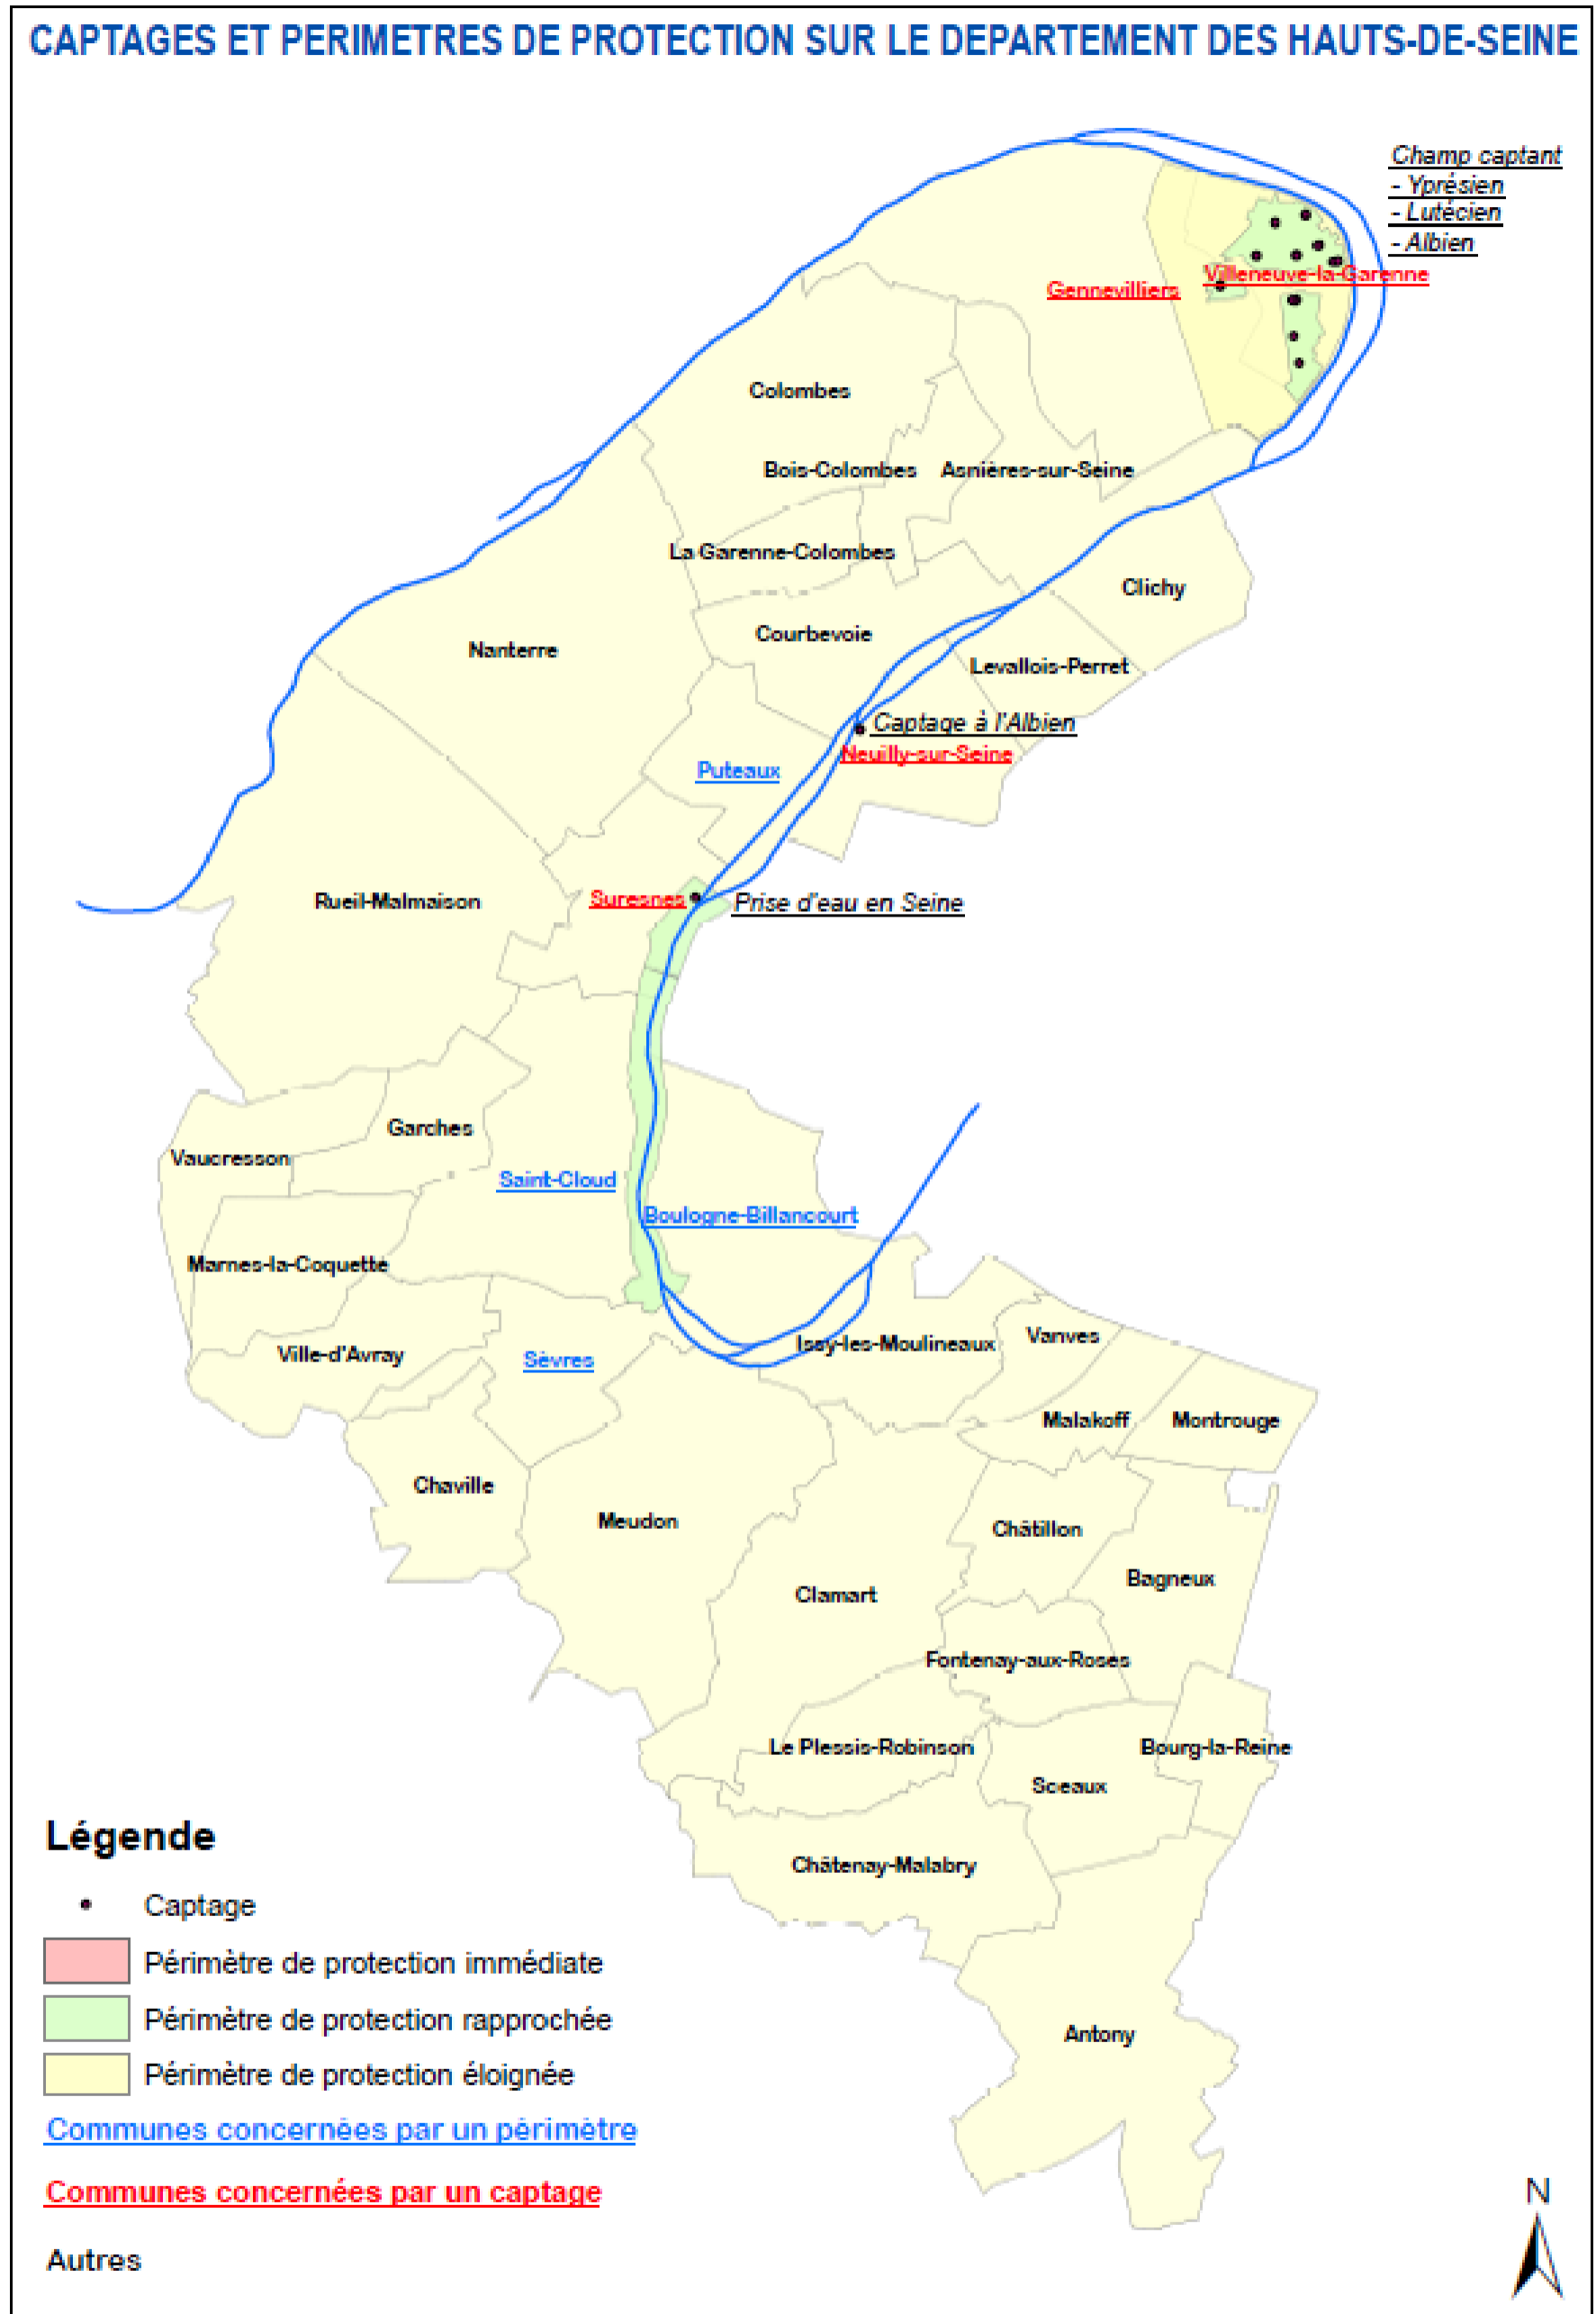 CAPTAGES ET PERIMETRES DE PROTECTION SUR LE DEPARTEMENT DES HAUTS-DE-SEINE
Champ captant
- Yprésien
- Lutécien
- Albien
Villeneuve-la-Garenne
Gennevilliers
Colombes
Bois-Colombes
Asnières-sur-Seine
La Garenne-Colombes
Clichy
Courbevoie
Nanterre
Levallois-Perret
Captage à l'Albien
Neuilly-sur-Seine
Puteaux
Rueil-Malmaison
Suresnes
Prise d'eau en Seine
Garches
Vaucresson
Saint-Cloud
Boulogne-Billancourt
Marnes-la-Coquette
Issy-les-Moulineaux
Vanves
Ville-d'Avray
Sèvres
Malakoff
Montrouge
Chaville
Meudon
Châtillon
Bagneux
Clamart
Fontenay-aux-Roses
Le Plessis-Robinson
Bourg-la-Reine
Sceaux
Châtenay-Malabry
Antony
Légende
Captage
Périmètre de protection immédiate
Périmètre de protection rapprochée
Périmètre de protection éloignée
Communes concernées par un périmètre
Communes concernées par un captage
Autres
N